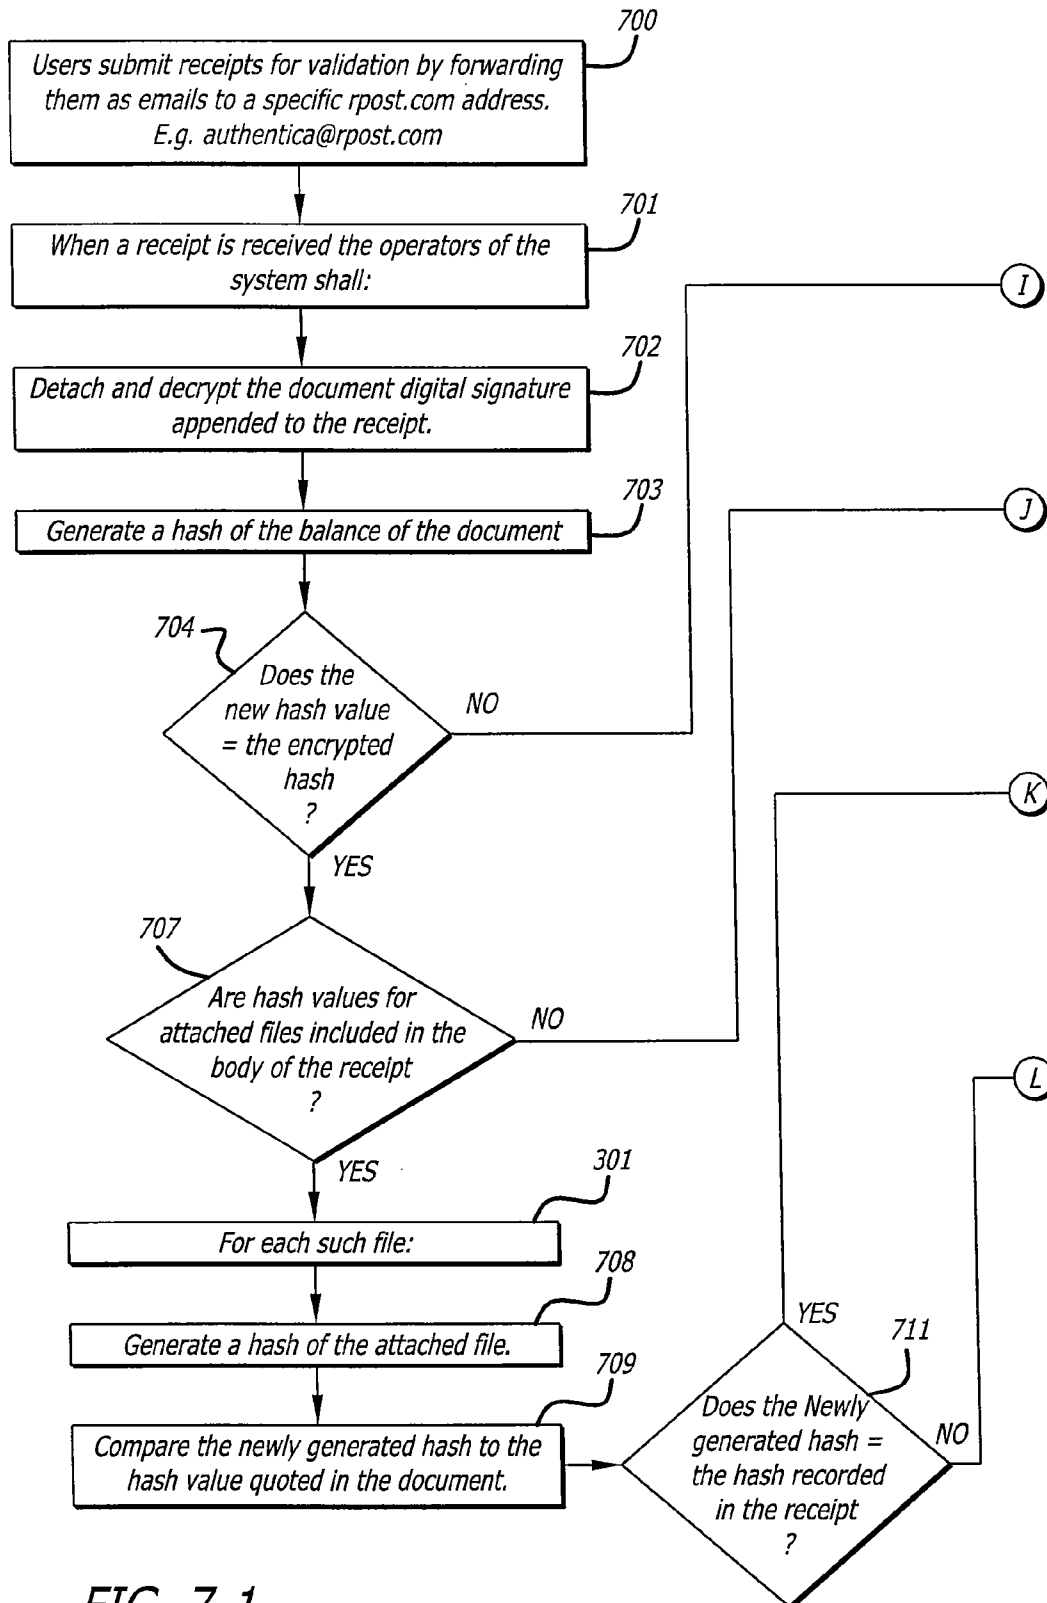 700
Users submit receipts for validation by forwarding
them as emails to a specific rpost.com address.
E.g. authentica@rpost.com
701
When a receipt is received the operators of the
system shall:
I
702
Detach and decrypt the document digital signature
appended to the receipt.
703
Generate a hash of the balance of the document
J
704
Does the
new hash value
= the encrypted
hash
?
NO
YES
K
707
Are hash values for
attached files included in the
body of the receipt
?
NO
YES
L
301
For each such file:
708
Generate a hash of the attached file.
709
Compare the newly generated hash to the
hash value quoted in the document.
YES
711
Does the Newly
generated hash =
the hash recorded
in the receipt
?
NO
FIG. 7-1